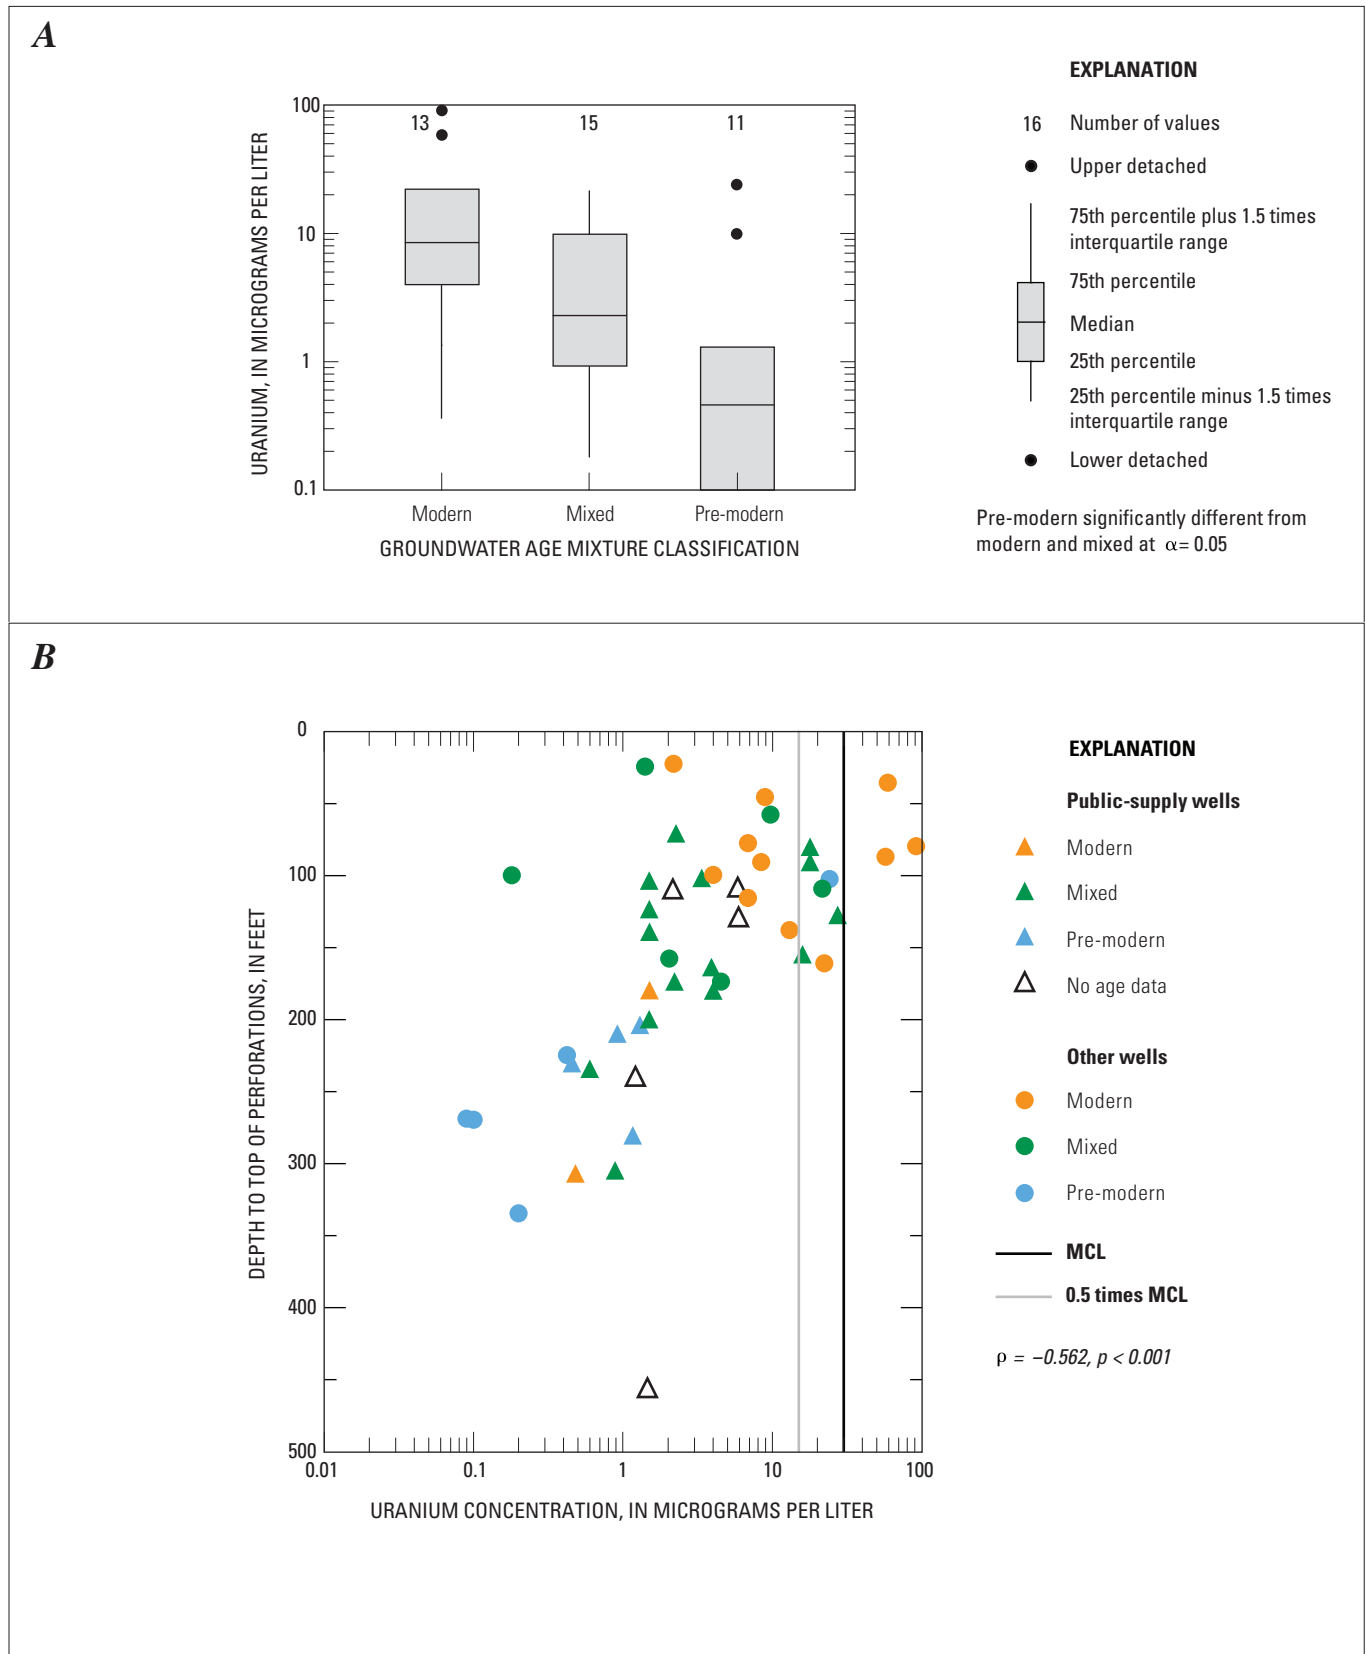 A
EXPLANATION
16 Number of values
Upper detached
75th percentile plus 1.5 times
interquartile range
75th percentile
Median
25th percentile
25th percentile minus 1.5 times
interquartile range
Lower detached
Pre-modern significantly different from
modern and mixed at α= 0.05
URANIUM, IN MICROGRAMS PER LITER
100
10
1
0.1
13 15 11
Modern Mixed Pre-modern
GROUNDWATER AGE MIXTURE CLASSIFICATION
B
DEPTH TO TOP OF PERFORATIONS, IN FEET
0
100
200
300
400
500
0.01 0.1 1 10 100
URANIUM CONCENTRATION, IN MICROGRAMS PER LITER
EXPLANATION
Public-supply wells
Modern
Mixed
Pre-modern
No age data
Other wells
Modern
Mixed
Pre-modern
MCL
0.5 times MCL
ρ = −0.562, p < 0.001